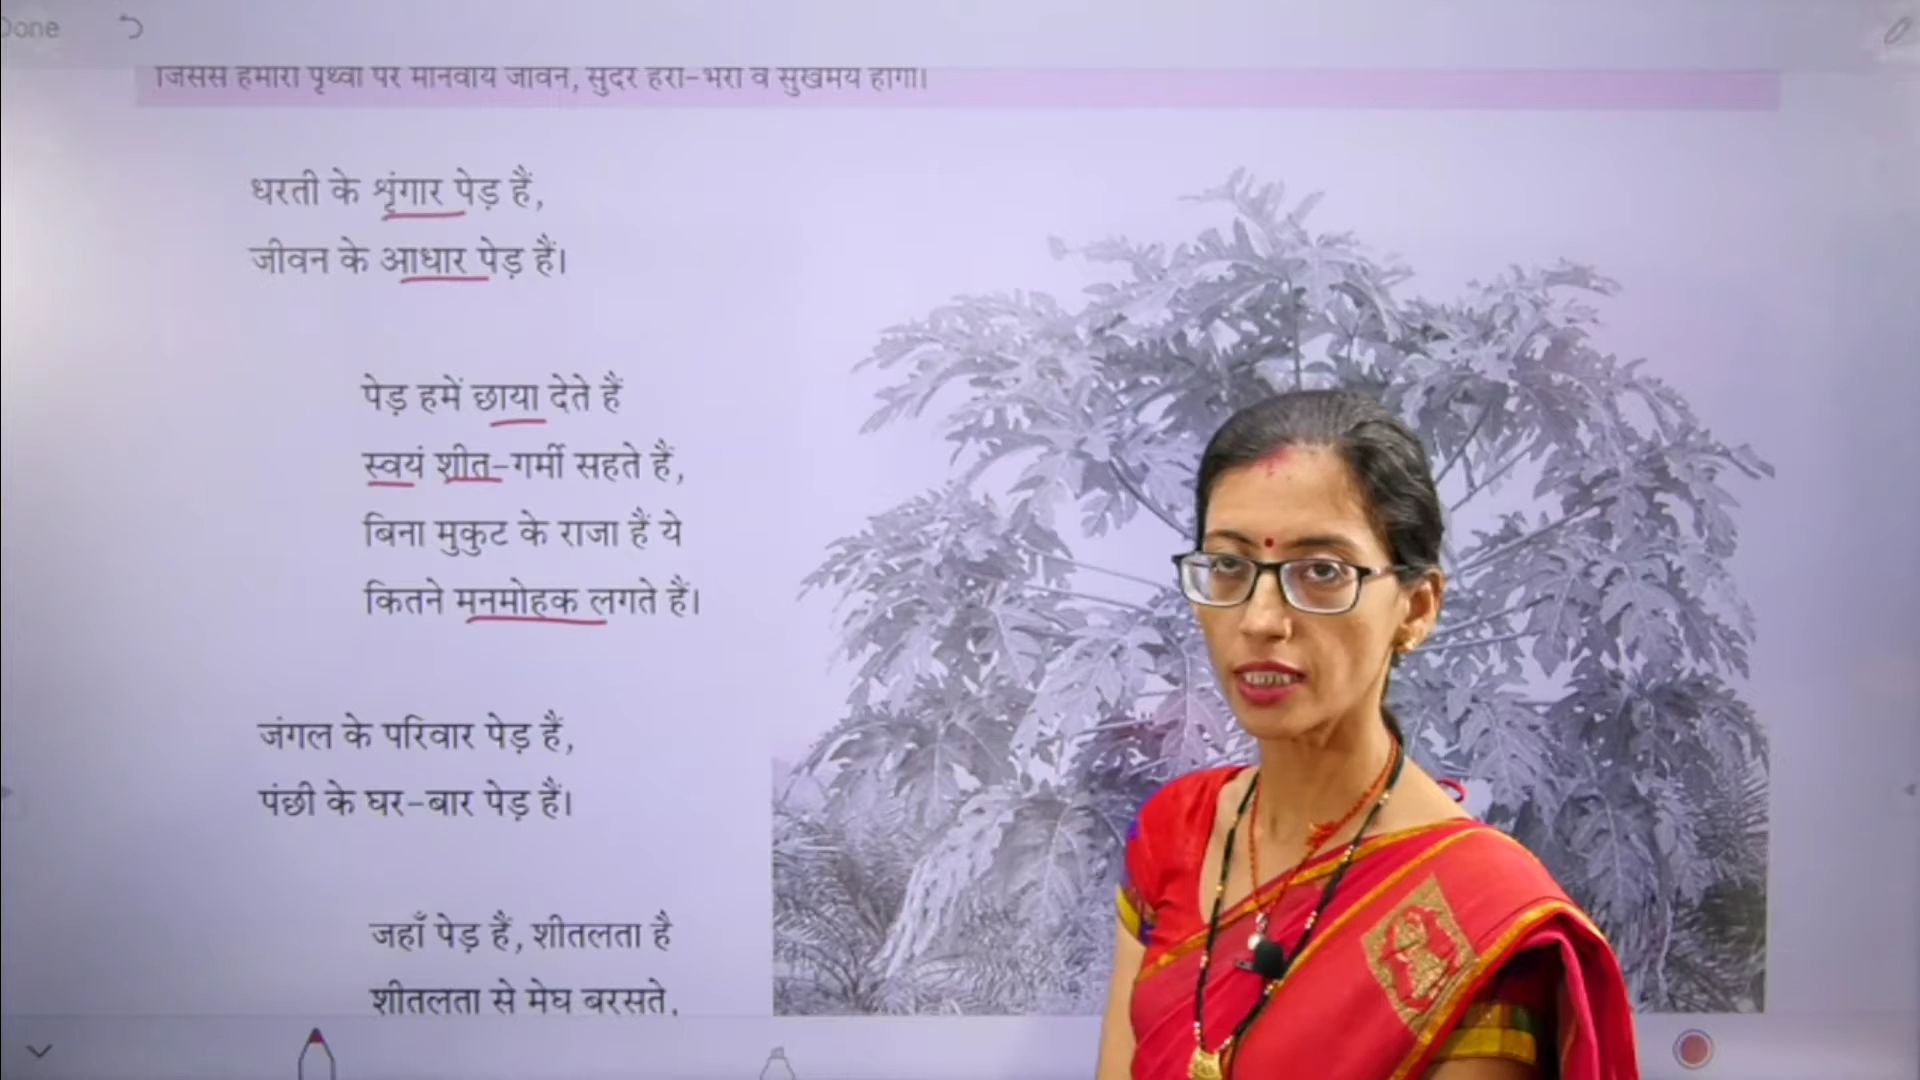 Done
जिससे हमारी पृथ्वी पर मानवीय जीवन, सुंदर हरा-भरा व सुखमय होगा।
धरती के शृंगार पेड़ हैं,
जीवन के आधार पेड़ हैं।
पेड़ हमें छाया देते हैं
स्वयं शीत-गर्मी सहते हैं,
बिना मुकुट के राजा हैं ये
कितने मनमोहक लगते हैं।
जंगल के परिवार पेड़ हैं,
पंछी के घर-बार पेड़ हैं।
जहाँ पेड़ हैं, शीतलता है
शीतलता से मेघ बरसते,